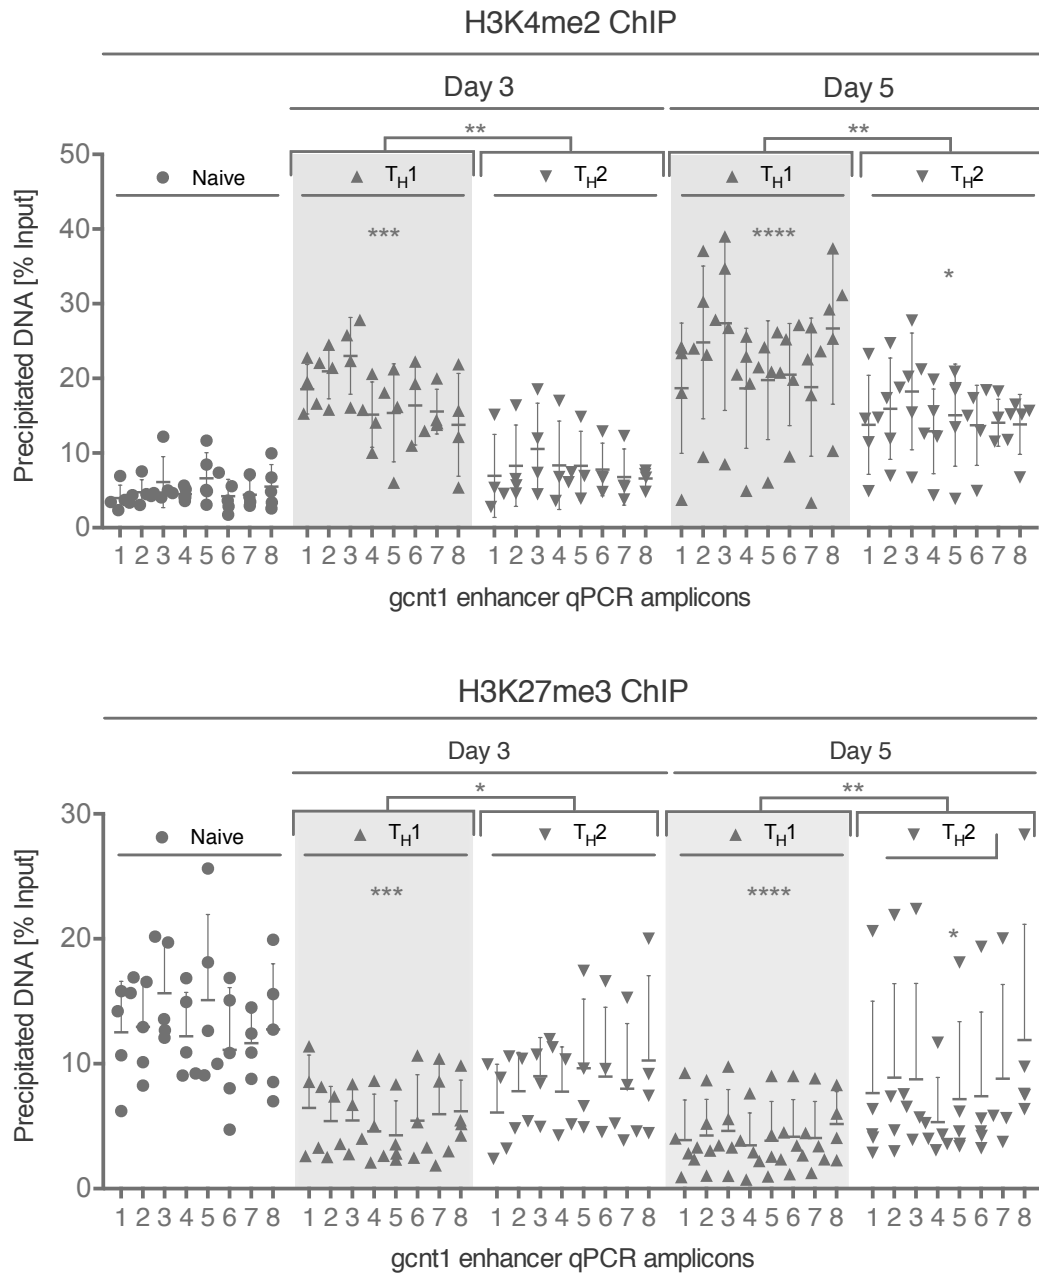 H3K4me2 ChIP
Day 3 Day 5
** **
50
Naive TH1 TH2 TH1 TH2
*** ****
40
*
30
20
10
0
Precipitated DNA [% Input]
1 2 3 4 5 6 7 8 1 2 3 4 5 6 7 8 1 2 3 4 5 6 7 8 1 2 3 4 5 6 7 8 1 2 3 4 5 6 7 8
gcnt1 enhancer qPCR amplicons
H3K27me3 ChIP
Day 3 Day 5
* **
30
Naive TH1 TH2 TH1 TH2
*** ****
*
20
10
0
Precipitated DNA [% Input]
1 2 3 4 5 6 7 8 1 2 3 4 5 6 7 8 1 2 3 4 5 6 7 8 1 2 3 4 5 6 7 8 1 2 3 4 5 6 7 8
gcnt1 enhancer qPCR amplicons